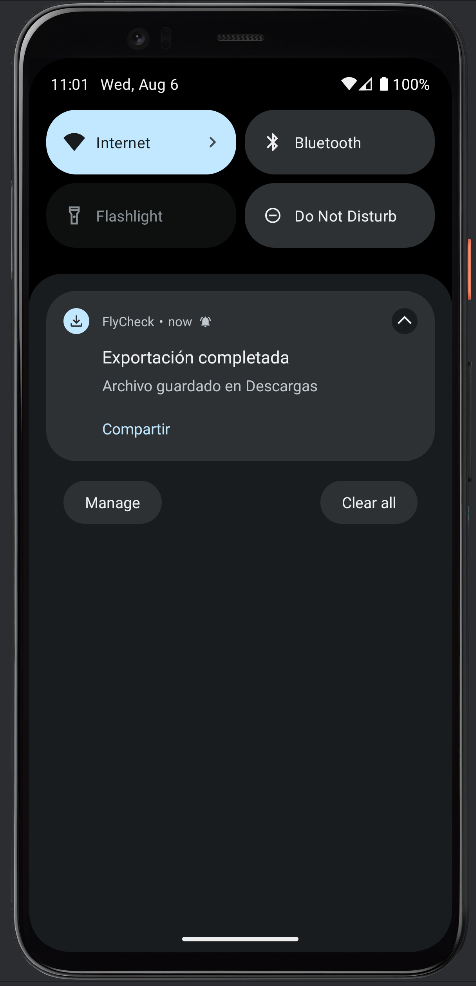 11:01 Wed, Aug 6 100%
Internet Bluetooth
Flashlight Do Not Disturb
FlyCheck • now
Exportación completada
Archivo guardado en Descargas
Compartir
Manage Clear all